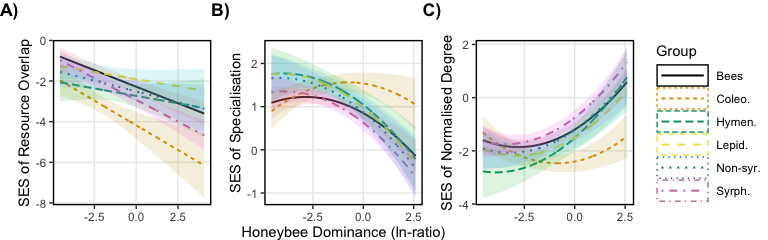 A)
SES of Resource Overlap
0
-2
-4
-6
-8
-2.5 0.0 2.5
B)
SES of Specialisation
2
1
0
-1
-2.5 0.0 2.5
C)
SES of Normalised Degree
2
0
-2
-4
-2.5 0.0 2.5
Honeybee Dominance (ln-ratio)
Group
Bees
Coleo.
Hymen.
Lepid.
Non-syr.
Syrph.